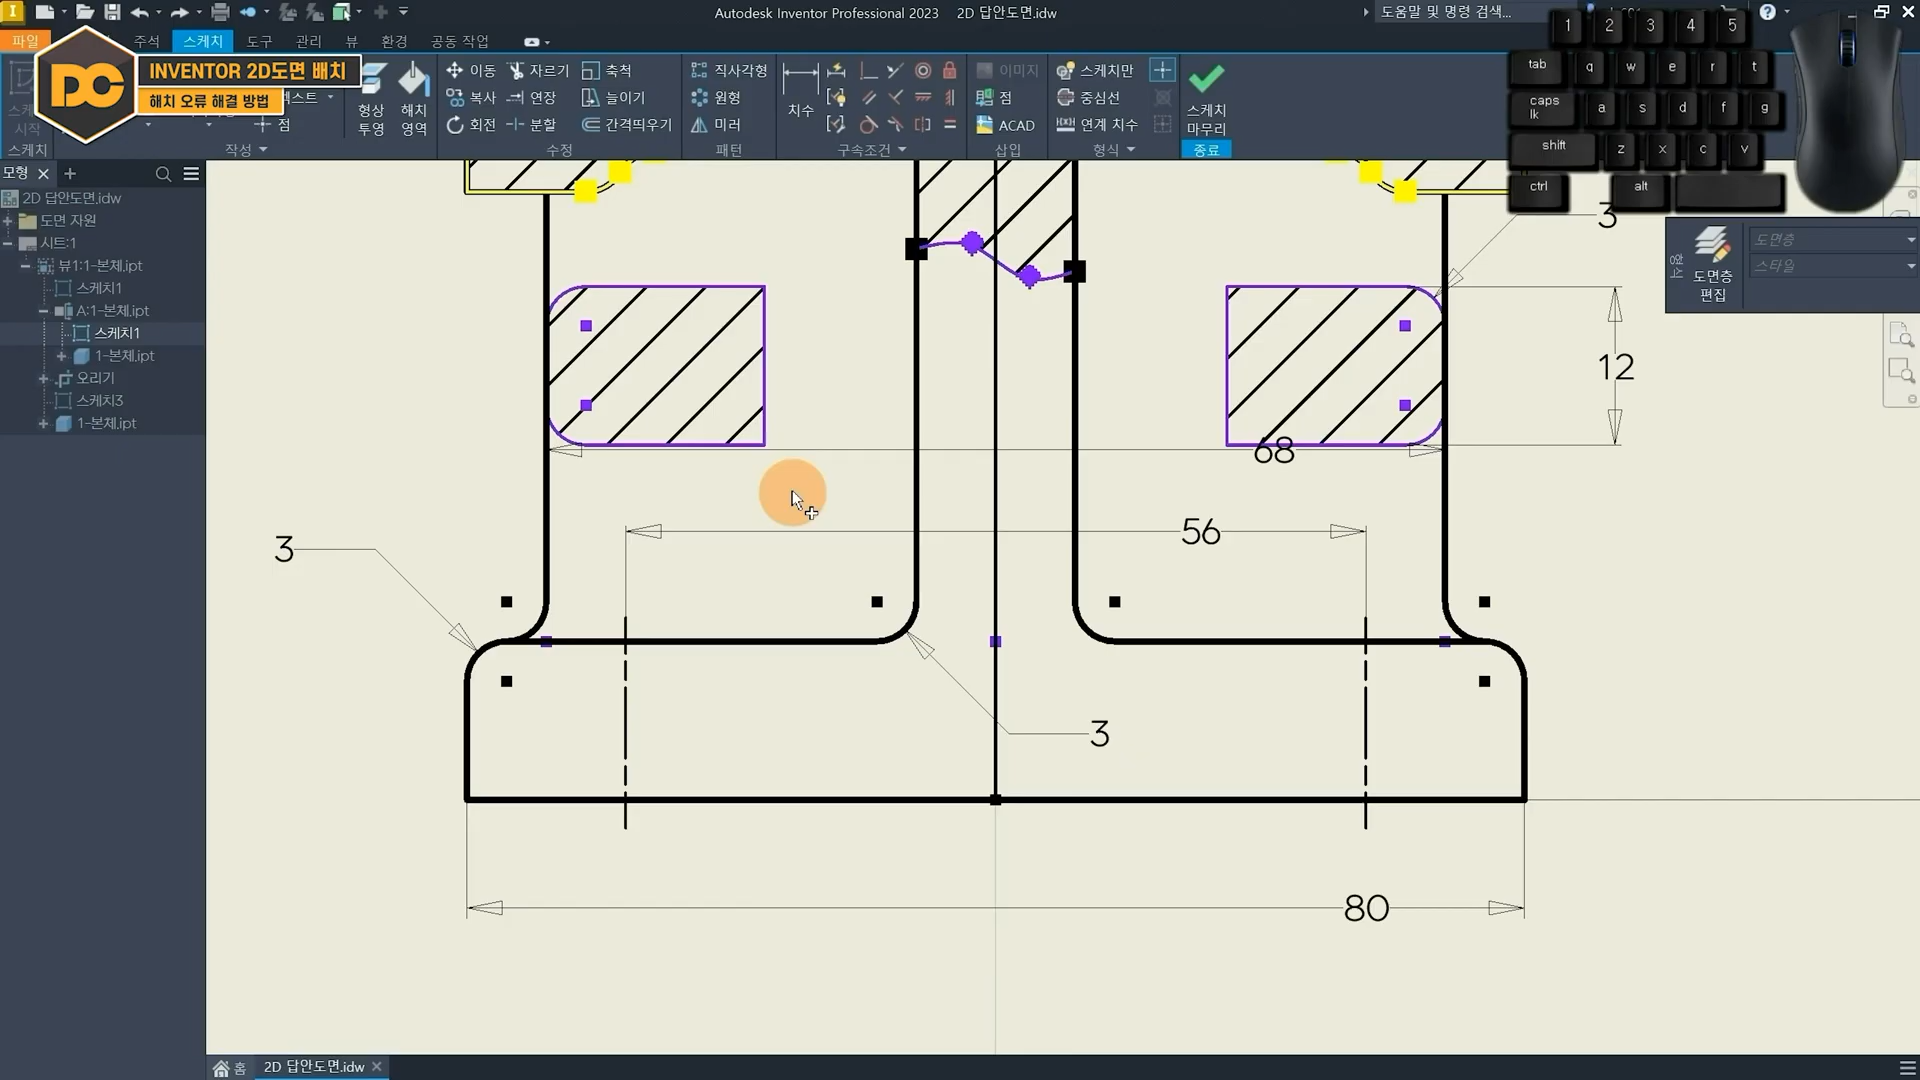 Autodesk Inventor Professional 2023 2D 답안도면.idw
도움말 및 명령 검색...
파일
주석
스케치
도구
관리
뷰
환경
공동 작업
DC
INVENTOR 2D도면 배치
해치 오류 해결 방법
스케치
시작
점
형상
투영
해치
영역
이동
자르기
축척
복사
연장
늘이기
회전
분할
간격띄우기
직사각형
원형
미러
치수
이미지
점
ACAD
스케치만
중심선
연계 치수
스케치
마무리
스케치
작성
수정
패턴
구속조건
삽입
형식
종료
1 2 3 4 5
tab q w e r t
caps lk a s d f g
shift z x c v
ctrl alt
모형
2D 답안도면.idw
도면 자원
시트:1
뷰1:1-본체.ipt
스케치1
A:1-본체.ipt
스케치1
1-본체.ipt
오리기
스케치3
1-본체.ipt
형식
도면층
편집
도면층
스타일
3
12
68
56
3
3
80
홈
2D 답안도면.idw